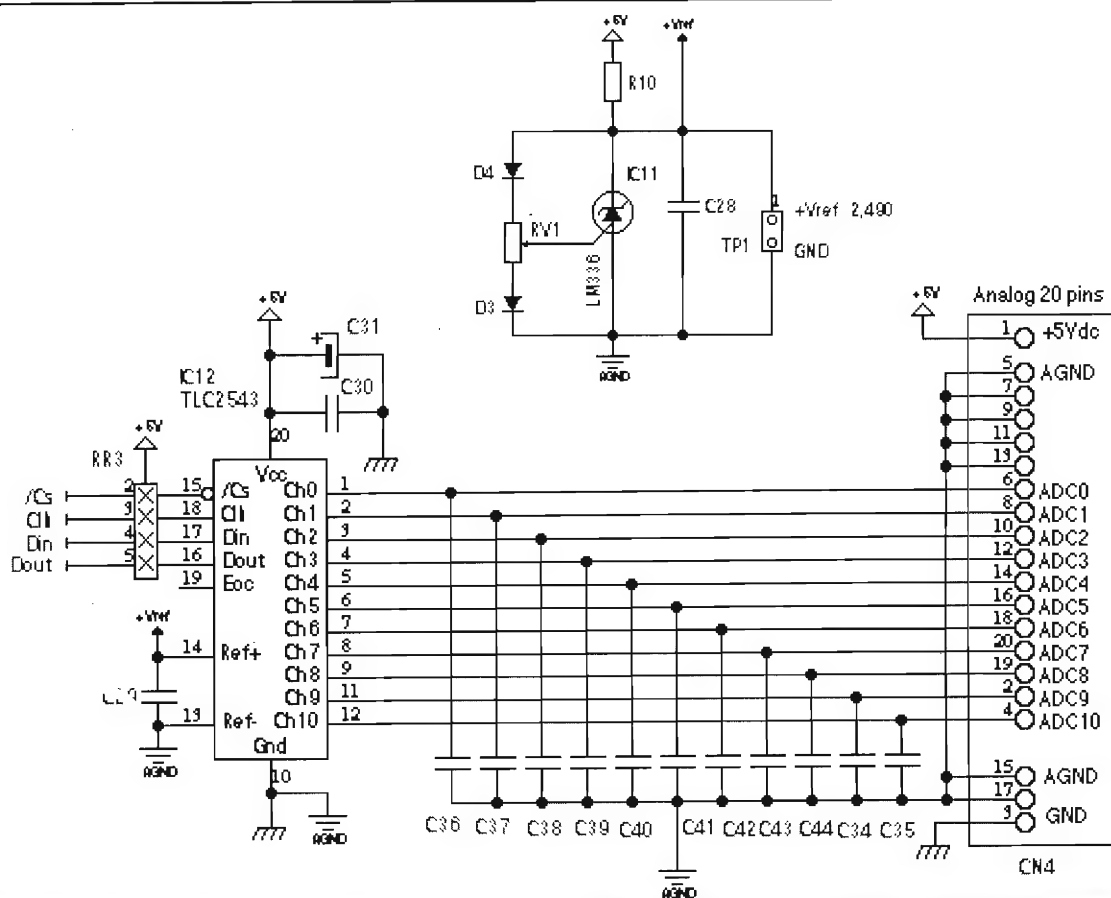 +5V
+Vref
R10
D4
IC11
C28
1
+Vref 2,490
RV1
TP1
GND
LM336
D3
AGND
+5V
Analog 20 pins
1 +5Vdc
5 AGND
7
9
11
13
6 ADC0
8 ADC1
10 ADC2
12 ADC3
14 ADC4
16 ADC5
18 ADC6
20 ADC7
19 ADC8
2 ADC9
4 ADC10
15 AGND
17
3 GND
CN4
+5V
C31
+
C30
IC12
TLC2543
20
+5V
RR3
/Cs 2 15 /Cs
Clk 3 18 Clk
Din 4 17 Din
Dout 5 16 Dout
19 Eoc
+Vref
14 Ref+
C29
13 Ref-
AGND
Vcc
Ch0 1
Ch1 2
Ch2 3
Ch3 4
Ch4 5
Ch5 6
Ch6 7
Ch7 8
Ch8 9
Ch9 11
Ch10 12
Gnd
10
AGND
C36 C37 C38 C39 C40 C41 C42 C43 C44 C34 C35
AGND